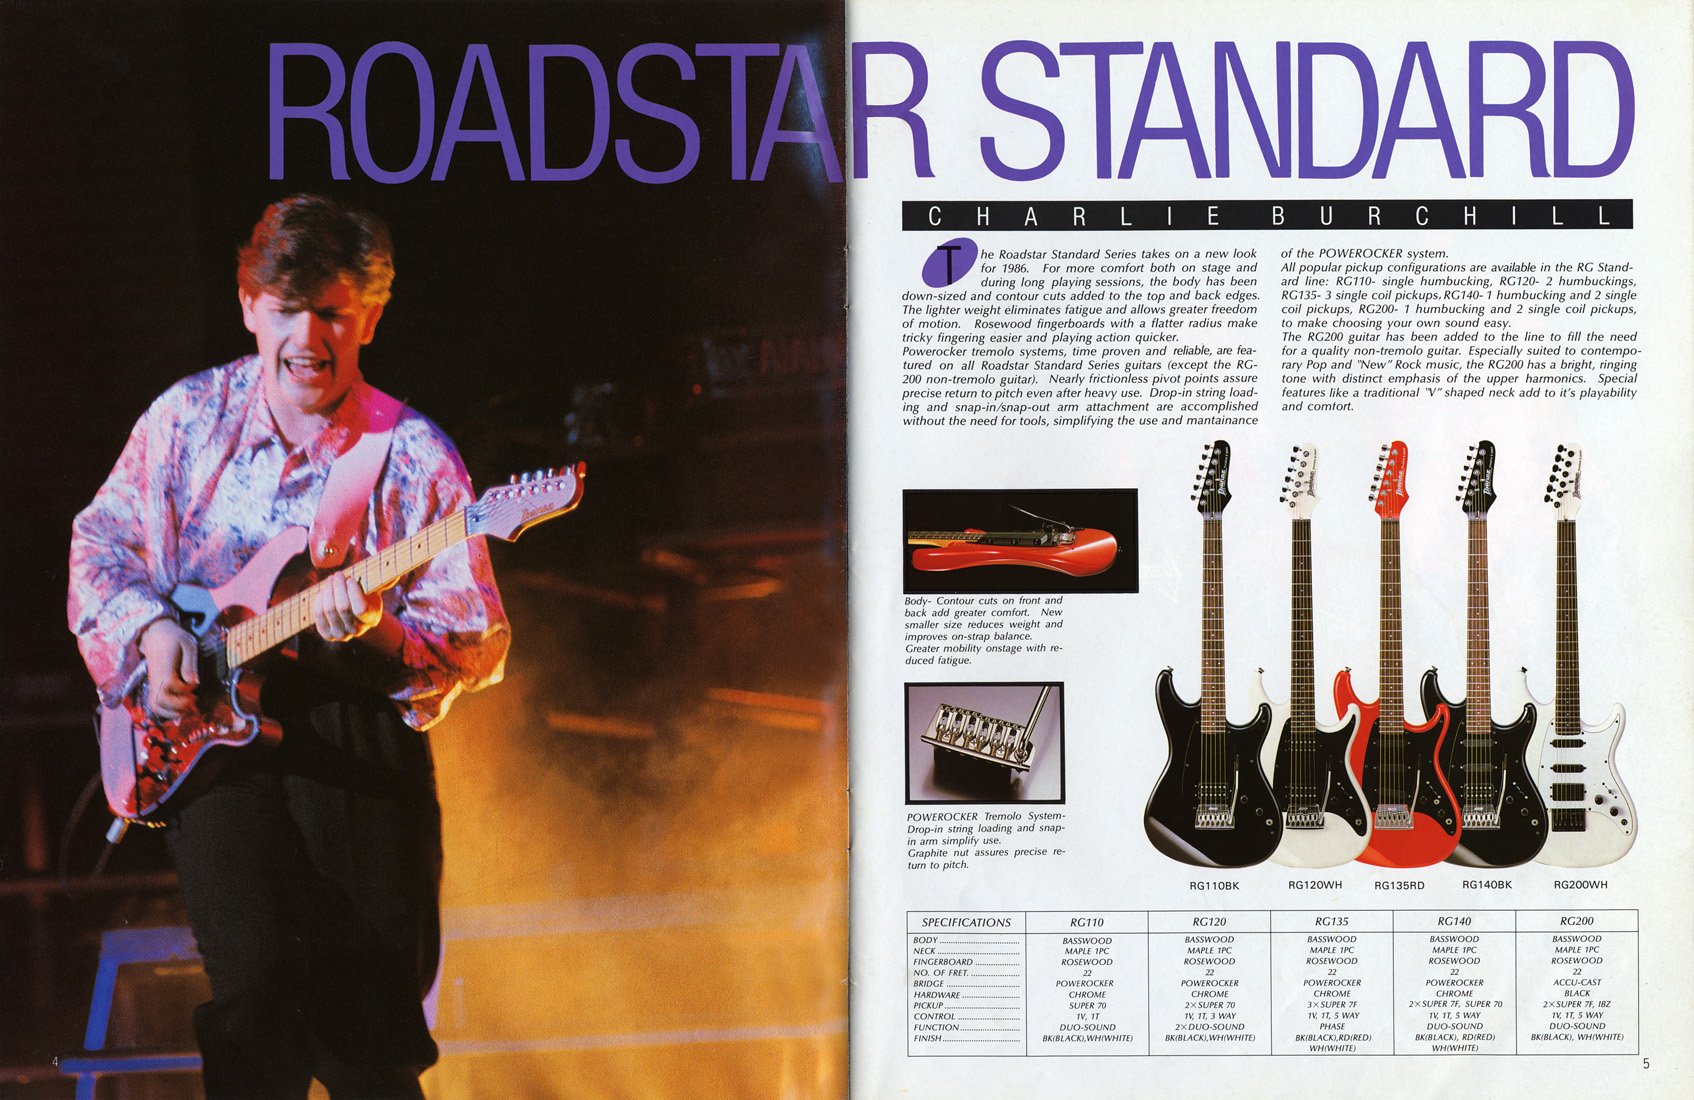 ROADSTAR STANDARD
CHARLIE BURCHILL
The Roadstar Standard Series takes on a new look
for 1986. For more comfort both on stage and
during long playing sessions, the body has been
down-sized and contour cuts added to the top and back edges.
The lighter weight eliminates fatigue and allows greater freedom
of motion. Rosewood fingerboards with a flatter radius make
tricky fingering easier and playing action quicker.
Powerocker tremolo systems, time proven and reliable, are fea-
tured on all Roadstar Standard Series guitars (except the RG-
200 non-tremolo guitar). Nearly frictionless pivot points assure
precise return to pitch even after heavy use. Drop-in string load-
ing and snap-in/snap-out arm attachment are accomplished
without the need for tools, simplifying the use and mantainance
of the POWEROCKER system.
All popular pickup configurations are available in the RG Stand-
ard line: RG110- single humbucking, RG120- 2 humbuckings,
RG135- 3 single coil pickups, RG140- 1 humbucking and 2 single
coil pickups, RG200- 1 humbucking and 2 single coil pickups,
to make choosing your own sound easy.
The RG200 guitar has been added to the line to fill the need
for a quality non-tremolo guitar. Especially suited to contempo-
rary Pop and "New" Rock music, the RG200 has a bright, ringing
tone with distinct emphasis of the upper harmonics. Special
features like a traditional "V" shaped neck add to it's playability
and comfort.
Body- Contour cuts on front and
back add greater comfort. New
smaller size reduces weight and
improves on-strap balance.
Greater mobility onstage with re-
duced fatigue.
POWEROCKER Tremolo System-
Drop-in string loading and snap-
in arm simplify use.
Graphite nut assures precise re-
turn to pitch.
Ibanez
Ibanez
Ibanez
Ibanez
Ibanez
Ibanez
RG110BK RG120WH RG135RD RG140BK RG200WH
SPECIFICATIONS RG110 RG120 RG135 RG140 RG200
BODY BASSWOOD BASSWOOD BASSWOOD BASSWOOD BASSWOOD
NECK MAPLE 1PC MAPLE 1PC MAPLE 1PC MAPLE 1PC MAPLE 1PC
FINGERBOARD ROSEWOOD ROSEWOOD ROSEWOOD ROSEWOOD ROSEWOOD
NO. OF FRET. 22 22 22 22 22
BRIDGE POWEROCKER POWEROCKER POWEROCKER POWEROCKER ACCU-CAST
HARDWARE CHROME CHROME CHROME CHROME BLACK
PICKUP SUPER 70 2×SUPER 70 3×SUPER 7F 2×SUPER 7F, SUPER 70 2×SUPER 7F, IBZ
CONTROL 1V, 1T 1V, 1T, 3 WAY 1V, 1T, 5 WAY 1V, 1T, 5 WAY 1V, 1T, 5 WAY
FUNCTION DUO-SOUND 2×DUO-SOUND PHASE DUO-SOUND DUO-SOUND
FINISH BK(BLACK),WH(WHITE) BK(BLACK),WH(WHITE) BK(BLACK),RD(RED) BK(BLACK), RD(RED) BK(BLACK), WH(WHITE)
WH(WHITE) WH(WHITE)
4
5